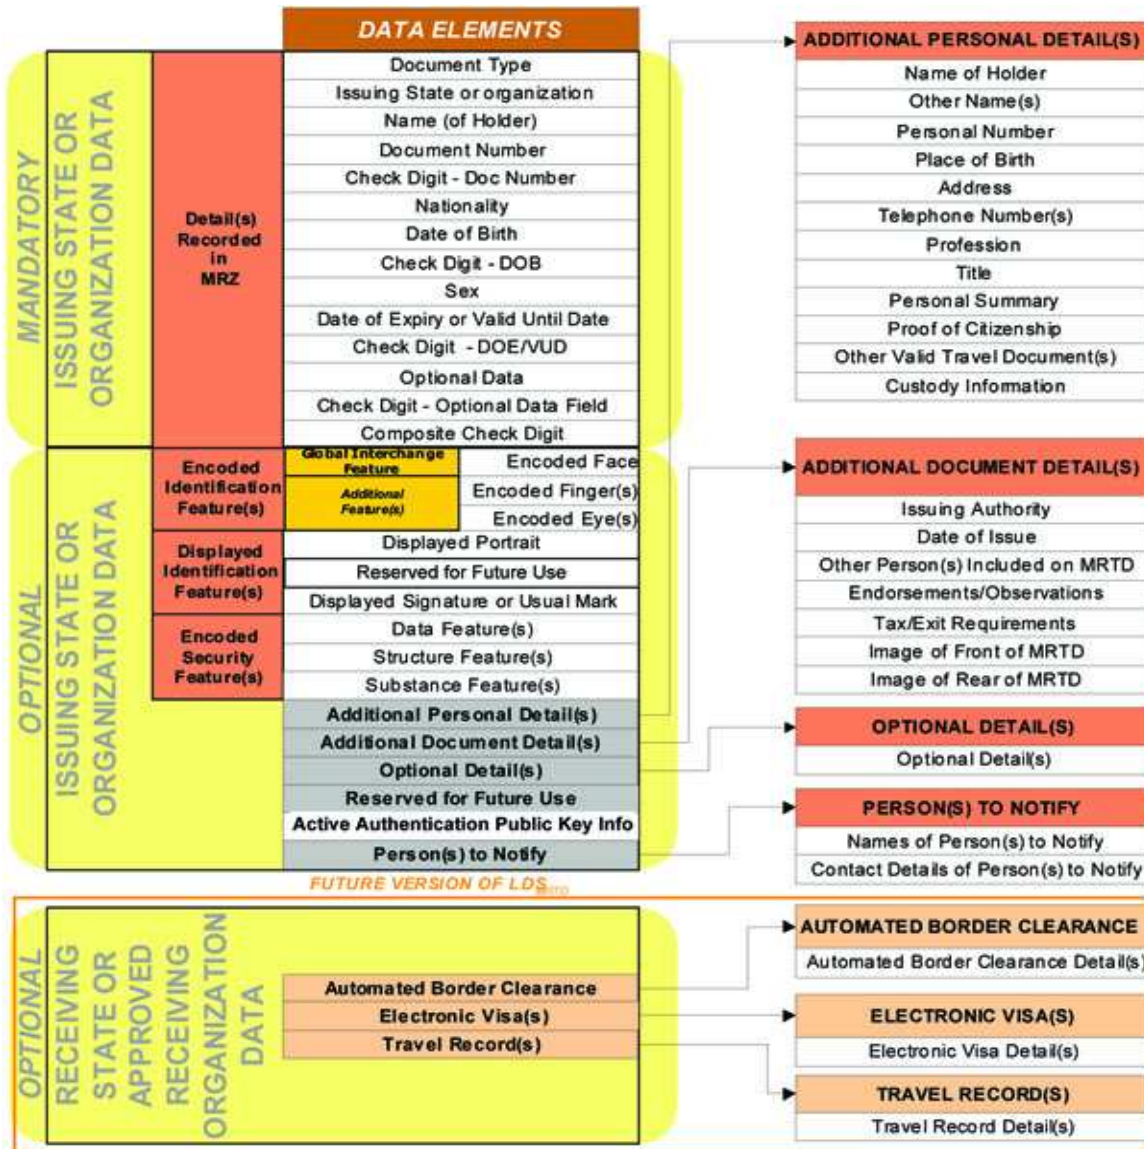 DATA ELEMENTS
MANDATORY
ISSUING STATE OR
ORGANIZATION DATA
Detail(s)
Recorded
in
MRZ
Document Type
Issuing State or organization
Name (of Holder)
Document Number
Check Digit - Doc Number
Nationality
Date of Birth
Check Digit - DOB
Sex
Date of Expiry or Valid Until Date
Check Digit - DOE/VUD
Optional Data
Check Digit - Optional Data Field
Composite Check Digit
OPTIONAL
ISSUING STATE OR
ORGANIZATION DATA
Encoded
Identification
Feature(s)
Global Interchange
Feature
Additional
Feature(s)
Encoded Face
Encoded Finger(s)
Encoded Eye(s)
Displayed
Identification
Feature(s)
Displayed Portrait
Reserved for Future Use
Displayed Signature or Usual Mark
Encoded
Security
Feature(s)
Data Feature(s)
Structure Feature(s)
Substance Feature(s)
Additional Personal Detail(s)
Additional Document Detail(s)
Optional Detail(s)
Reserved for Future Use
Active Authentication Public Key Info
Person(s) to Notify
ADDITIONAL PERSONAL DETAIL(S)
Name of Holder
Other Name(s)
Personal Number
Place of Birth
Address
Telephone Number(s)
Profession
Title
Personal Summary
Proof of Citizenship
Other Valid Travel Document(s)
Custody Information
ADDITIONAL DOCUMENT DETAIL(S)
Issuing Authority
Date of Issue
Other Person(s) Included on MRTD
Endorsements/Observations
Tax/Exit Requirements
Image of Front of MRTD
Image of Rear of MRTD
OPTIONAL DETAIL(S)
Optional Detail(s)
PERSON(S) TO NOTIFY
Names of Person(s) to Notify
Contact Details of Person(s) to Notify
FUTURE VERSION OF LDS
OPTIONAL
RECEIVING
STATE OR
APPROVED
RECEIVING
ORGANIZATION
DATA
Automated Border Clearance
Electronic Visa(s)
Travel Record(s)
AUTOMATED BORDER CLEARANCE
Automated Border Clearance Detail(s)
ELECTRONIC VISA(S)
Electronic Visa Detail(s)
TRAVEL RECORD(S)
Travel Record Detail(s)